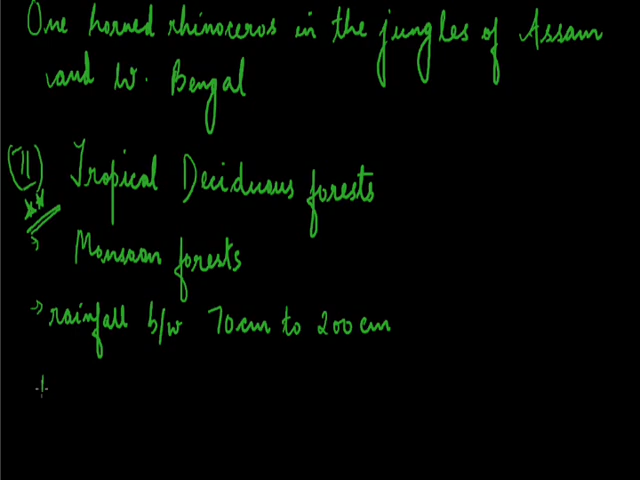 One horned rhinoceros in the jungles of Assam
and W. Bengal
(II) Tropical Deciduous forests
→ Monsoon forests
→ rainfall b/w 70cm to 200cm